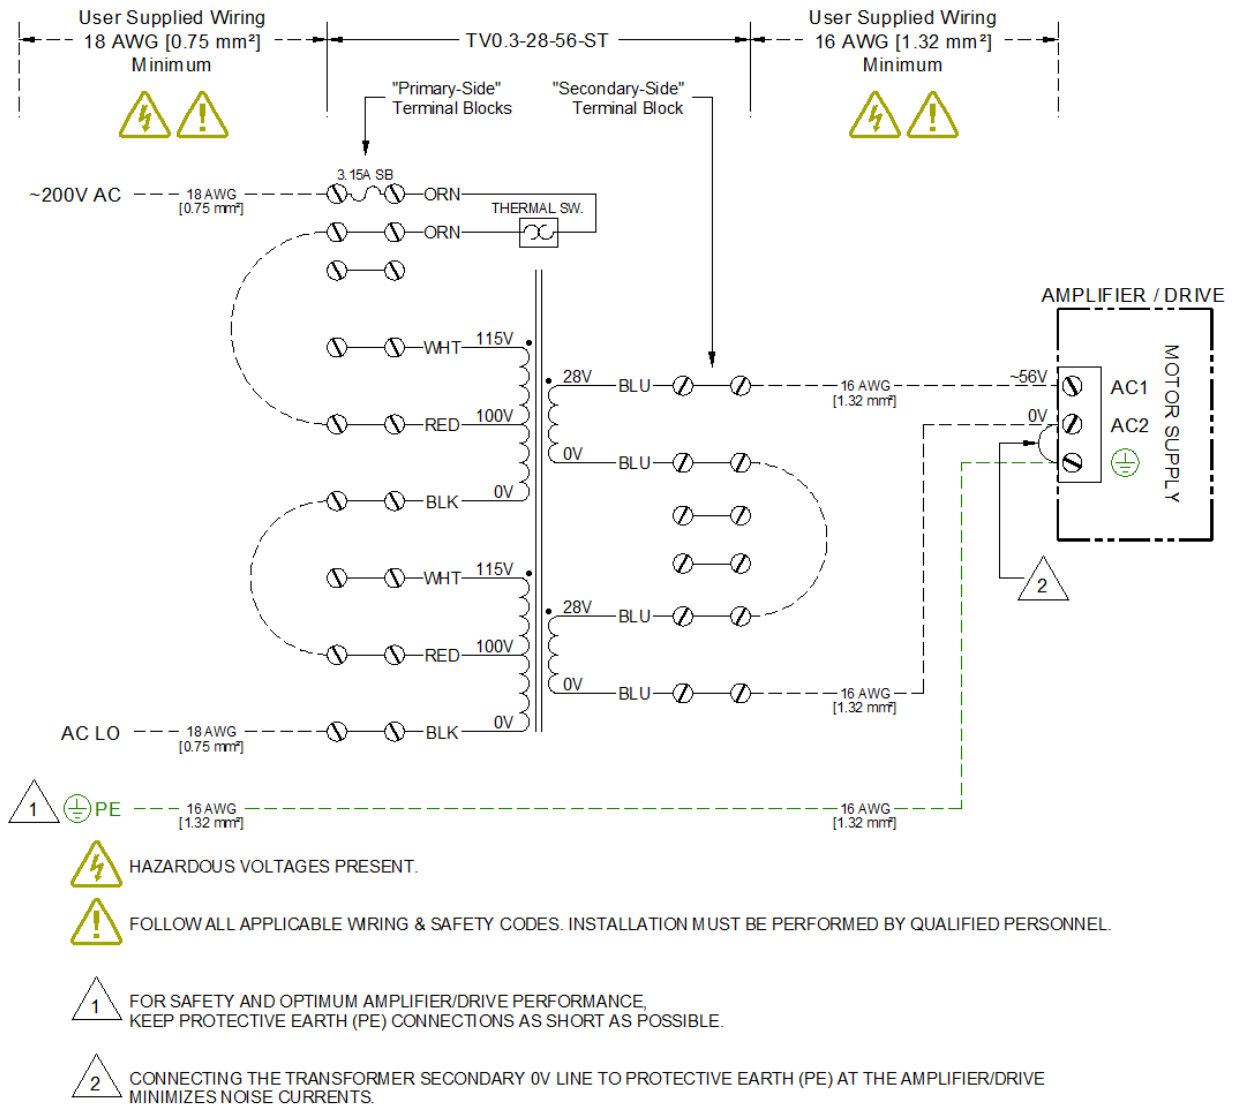 User Supplied Wiring
18 AWG [0.75 mm²]
Minimum
TV0.3-28-56-ST
User Supplied Wiring
16 AWG [1.32 mm²]
Minimum
"Primary-Side"
Terminal Blocks
"Secondary-Side"
Terminal Block
3.15A SB
~200V AC
18 AWG
[0.75 mm²]
ORN
THERMAL SW.
ORN
AMPLIFIER / DRIVE
WHT
115V
28V
BLU
16 AWG
[1.32 mm²]
~56V
AC1
RED
100V
0V
AC2
MOTOR SUPPLY
0V
BLU
BLK
0V
WHT
115V
2
28V
BLU
RED
100V
0V
BLU
16 AWG
[1.32 mm²]
AC LO
18 AWG
[0.75 mm²]
BLK
0V
1
PE
16 AWG
[1.32 mm²]
16 AWG
[1.32 mm²]
HAZARDOUS VOLTAGES PRESENT.
FOLLOW ALL APPLICABLE WIRING & SAFETY CODES. INSTALLATION MUST BE PERFORMED BY QUALIFIED PERSONNEL.
1
FOR SAFETY AND OPTIMUM AMPLIFIER/DRIVE PERFORMANCE,
KEEP PROTECTIVE EARTH (PE) CONNECTIONS AS SHORT AS POSSIBLE.
2
CONNECTING THE TRANSFORMER SECONDARY 0V LINE TO PROTECTIVE EARTH (PE) AT THE AMPLIFIER/DRIVE
MINIMIZES NOISE CURRENTS.